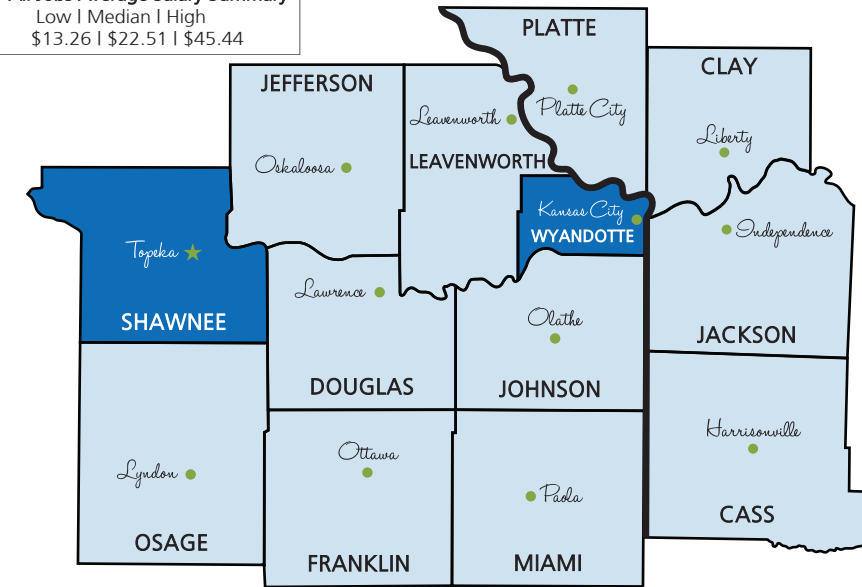 Low | Median | High
$13.26 | $22.51 | $45.44
PLATTE
Platte City
CLAY
Liberty
JEFFERSON
Oskaloosa
Leavenworth
LEAVENWORTH
Kansas City
WYANDOTTE
Independence
JACKSON
Topeka
SHAWNEE
Lawrence
DOUGLAS
Olathe
JOHNSON
Harrisonville
CASS
Lyndon
OSAGE
Ottawa
FRANKLIN
Paola
MIAMI